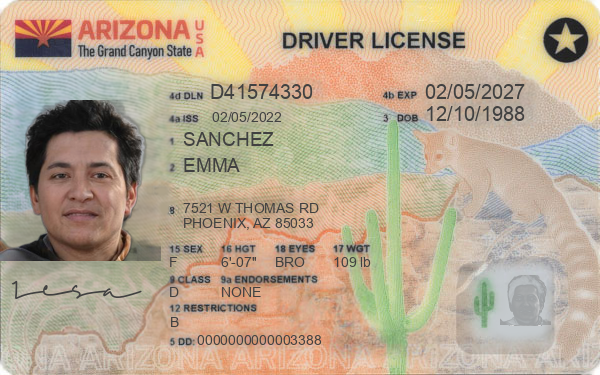 ARIZONA USA
The Grand Canyon State
DRIVER LICENSE
4d DLN D41574330 4b EXP 02/05/2027
4a ISS 02/05/2022 3 DOB 12/10/1988
1 SANCHEZ
2 EMMA
8 7521 W THOMAS RD
PHOENIX, AZ 85033
15 SEX 16 HGT 18 EYES 17 WGT
F 6'-07" BRO 109 lb
9 CLASS 9a ENDORSEMENTS
D NONE
12 RESTRICTIONS
B
5 DD: 0000000000003388
Lesa
ARIZONA ARIZONA ARIZONA ARIZONA